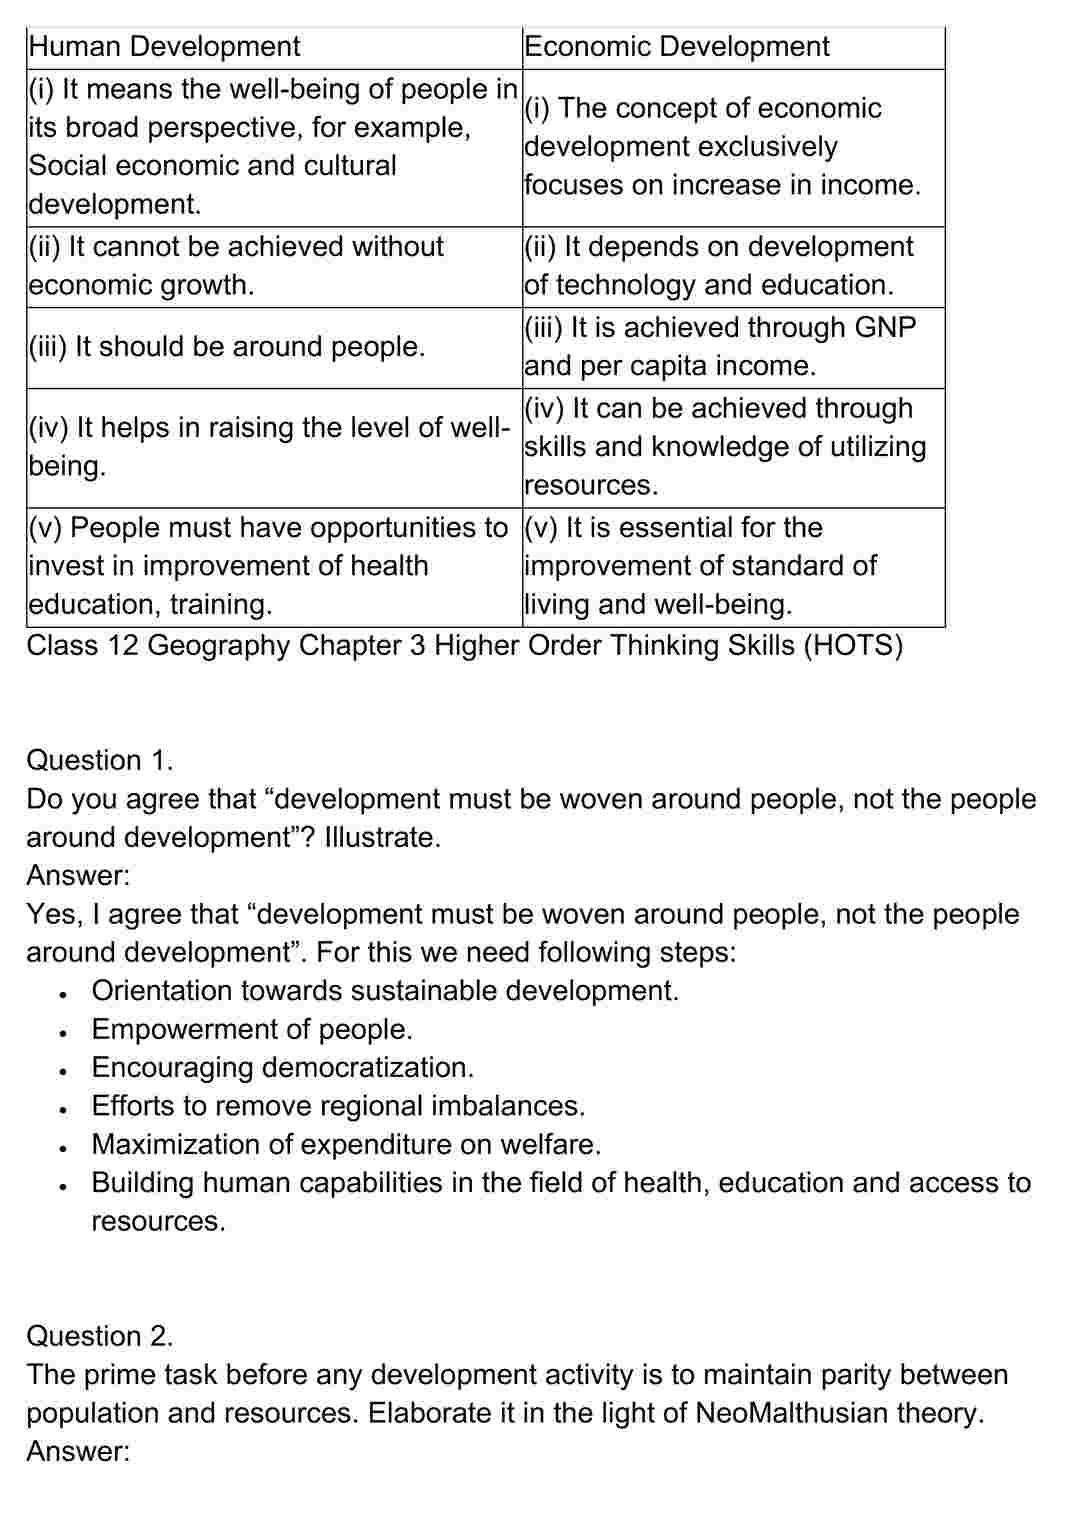 Human Development
Economic Development
(i) It means the well-being of people in
its broad perspective, for example,
Social economic and cultural
development.
(i) The concept of economic
development exclusively
focuses on increase in income.
(ii) It cannot be achieved without
economic growth.
(ii) It depends on development
of technology and education.
(iii) It should be around people.
(iii) It is achieved through GNP
and per capita income.
(iv) It helps in raising the level of well-
being.
(iv) It can be achieved through
skills and knowledge of utilizing
resources.
(v) People must have opportunities to
invest in improvement of health
education, training.
(v) It is essential for the
improvement of standard of
living and well-being.
Class 12 Geography Chapter 3 Higher Order Thinking Skills (HOTS)
Question 1.
Do you agree that “development must be woven around people, not the people
around development”? Illustrate.
Answer:
Yes, I agree that “development must be woven around people, not the people
around development”. For this we need following steps:
• Orientation towards sustainable development.
• Empowerment of people.
• Encouraging democratization.
• Efforts to remove regional imbalances.
• Maximization of expenditure on welfare.
• Building human capabilities in the field of health, education and access to
resources.
Question 2.
The prime task before any development activity is to maintain parity between
population and resources. Elaborate it in the light of NeoMalthusian theory.
Answer: